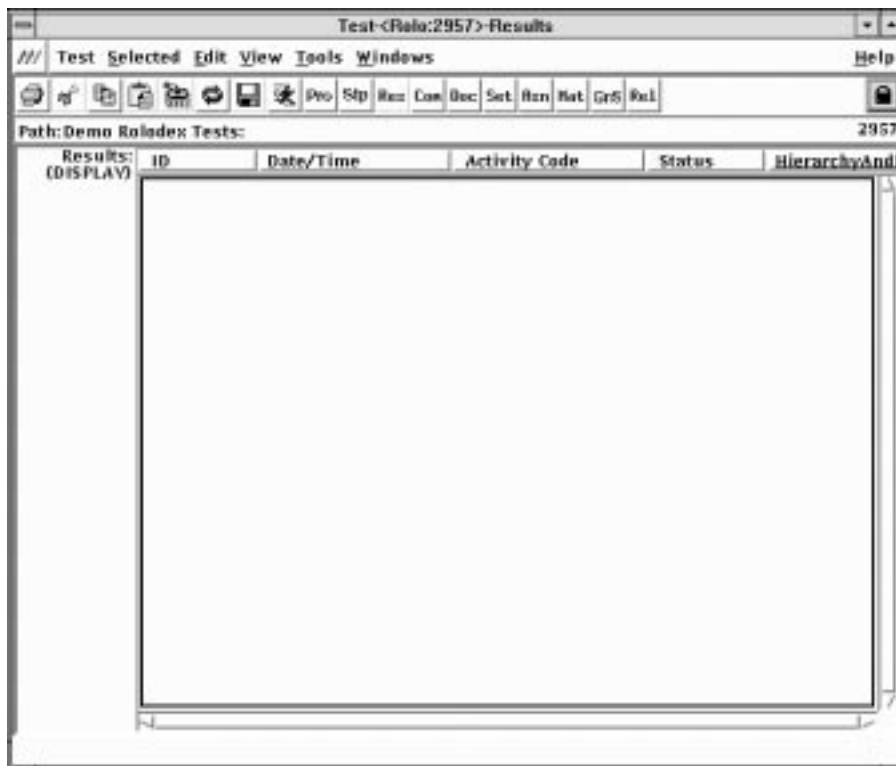 Test-<Rolo:2957>-Results
/// Test Selected Edit View Tools Windows Help
Pro Stp Res Com Doc Set Asn Mat GrS Rel
Path:Demo Rolodex Tests: 2957
Results: ID Date/Time Activity Code Status HierarchyAnd
(DISPLAY)